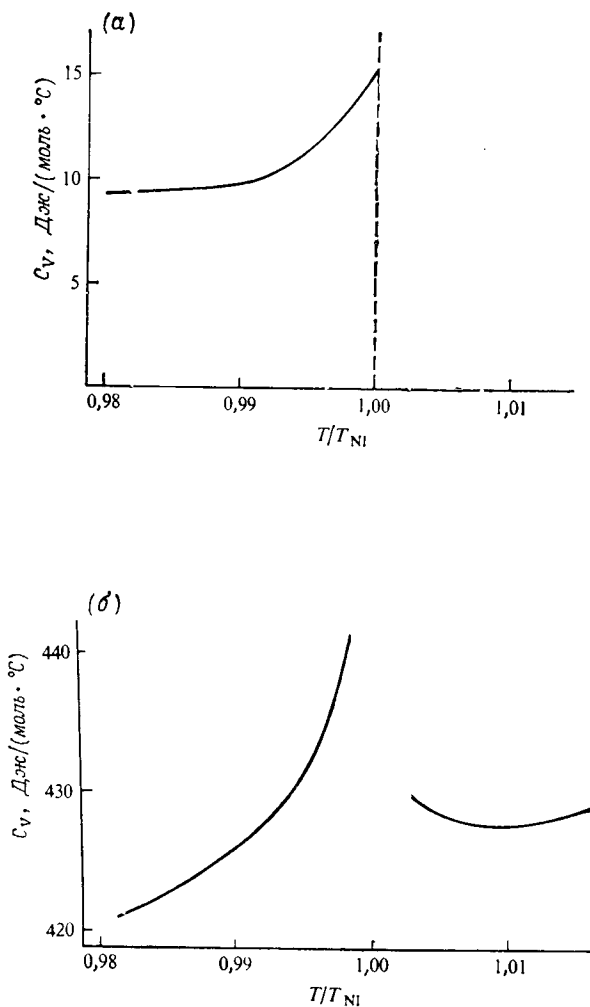 (а)
15
10
5
C_V, Дж/(моль · °С)
0,98 0,99 1,00 1,01
T/T_NI
(б)
440
430
420
C_V, Дж/(моль · °С)
0,98 0,99 1,00 1,01
T/T_NI